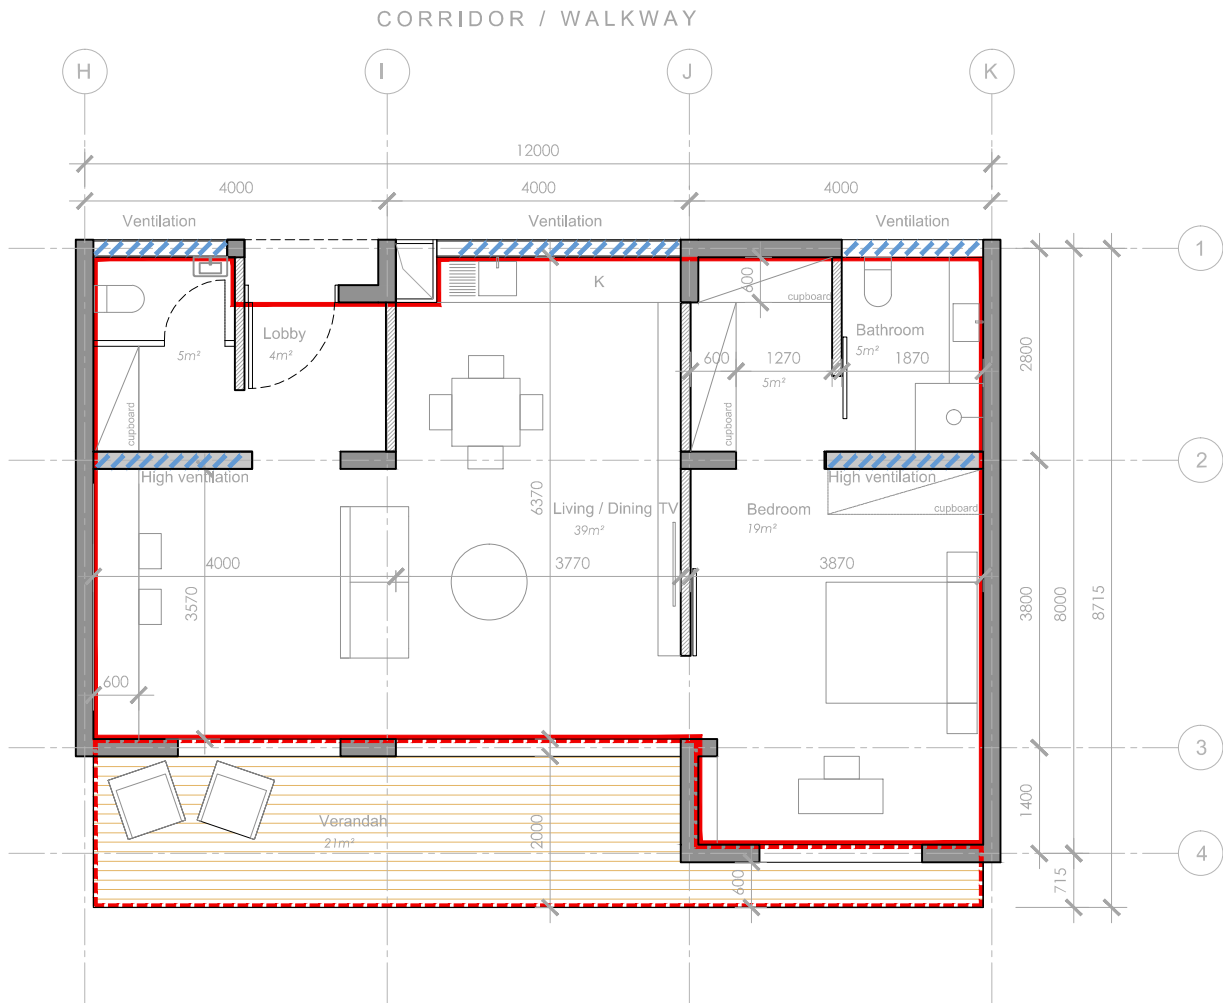 CORRIDOR / WALKWAY
H
I
J
K
12000
4000
4000
4000
Ventilation
Ventilation
Ventilation
1
K
600
cupboard
Lobby
4m²
5m²
Bathroom
5m²
600
1270
1870
5m²
2800
cupboard
cupboard
2
High ventilation
High ventilation
6370
Living / Dining TV
39m²
Bedroom
19m²
cupboard
4000
3770
3870
3570
3800
8000
8715
600
3
Verandah
21m²
2000
1400
4
600
715